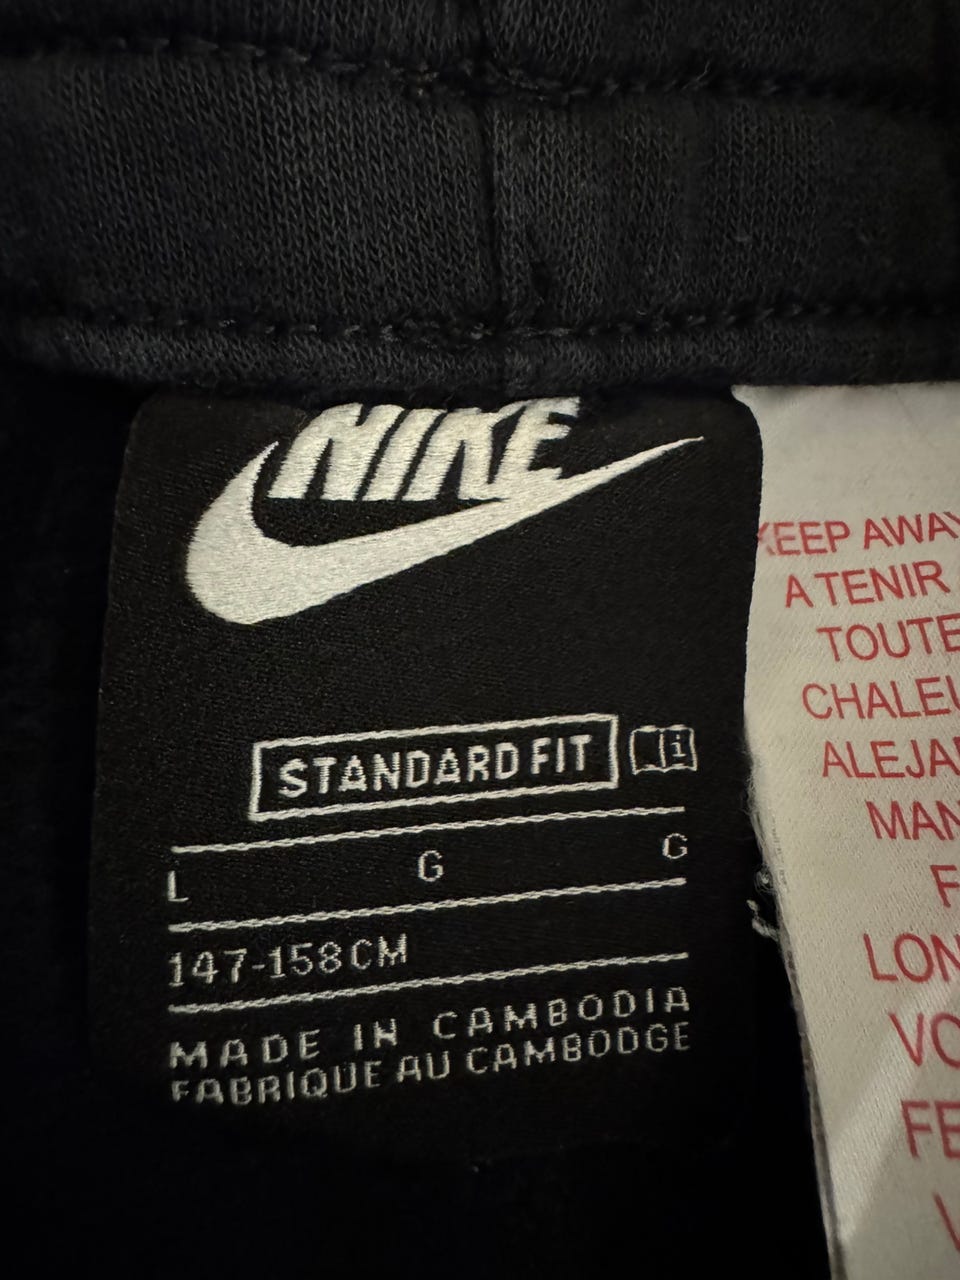 NIKE
STANDARD FIT
L G G
147-158CM
MADE IN CAMBODIA
FABRIQUE AU CAMBODGE
KEEP AWAY
A TENIR
TOUTE
CHALEU
ALEJA
MAN
F
LON
VO
FE